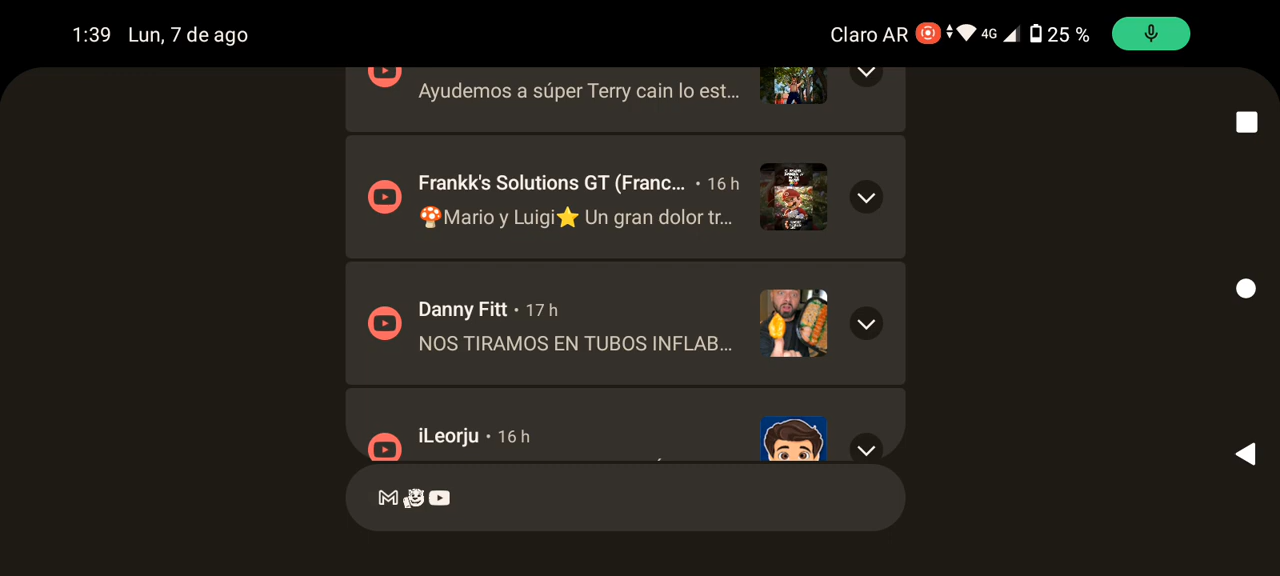 1:39 Lun, 7 de ago Claro AR 4G 25 %
Ayudemos a súper Terry cain lo est...
Frankk's Solutions GT (Franc... • 16 h
🍄Mario y Luigi⭐ Un gran dolor tr...
Danny Fitt • 17 h
NOS TIRAMOS EN TUBOS INFLAB...
iLeorju • 16 h